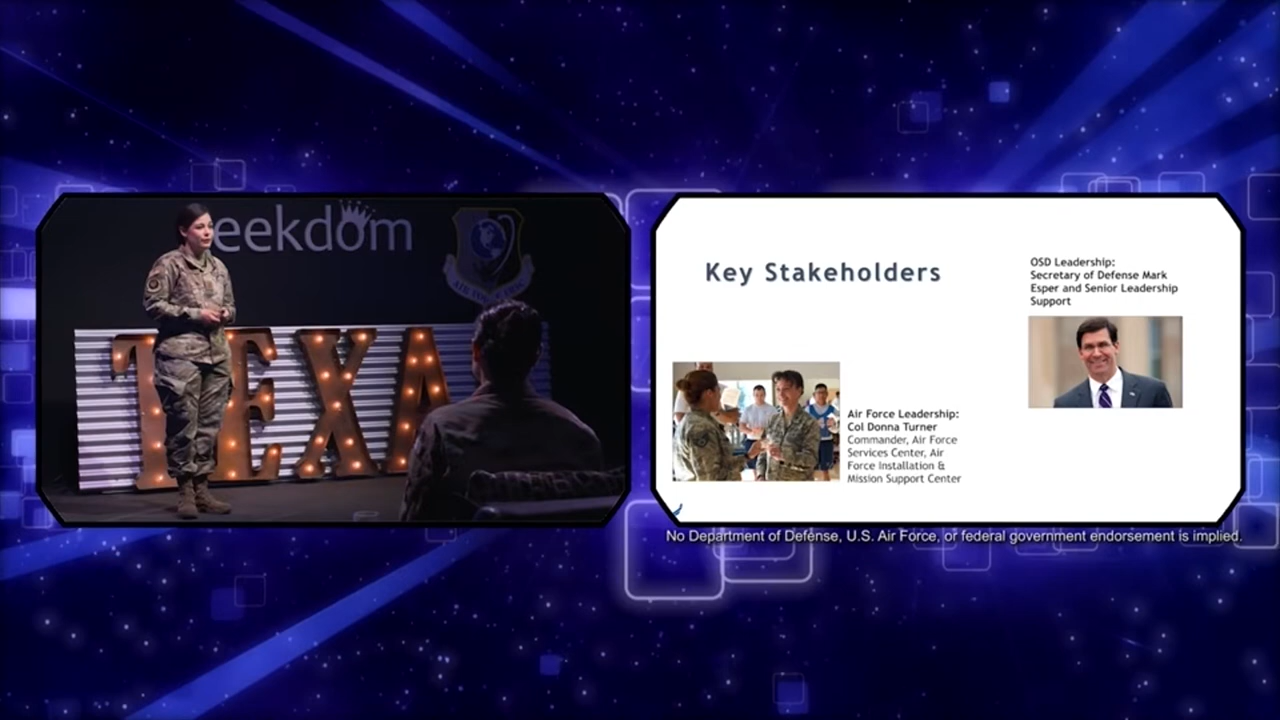 eekdom
TEXA
Key Stakeholders
OSD Leadership:
Secretary of Defense Mark
Esper and Senior Leadership
Support
Air Force Leadership:
Col Donna Turner
Commander, Air Force
Services Center, Air
Force Installation &
Mission Support Center
No Department of Defense, U.S. Air Force, or federal government endorsement is implied.